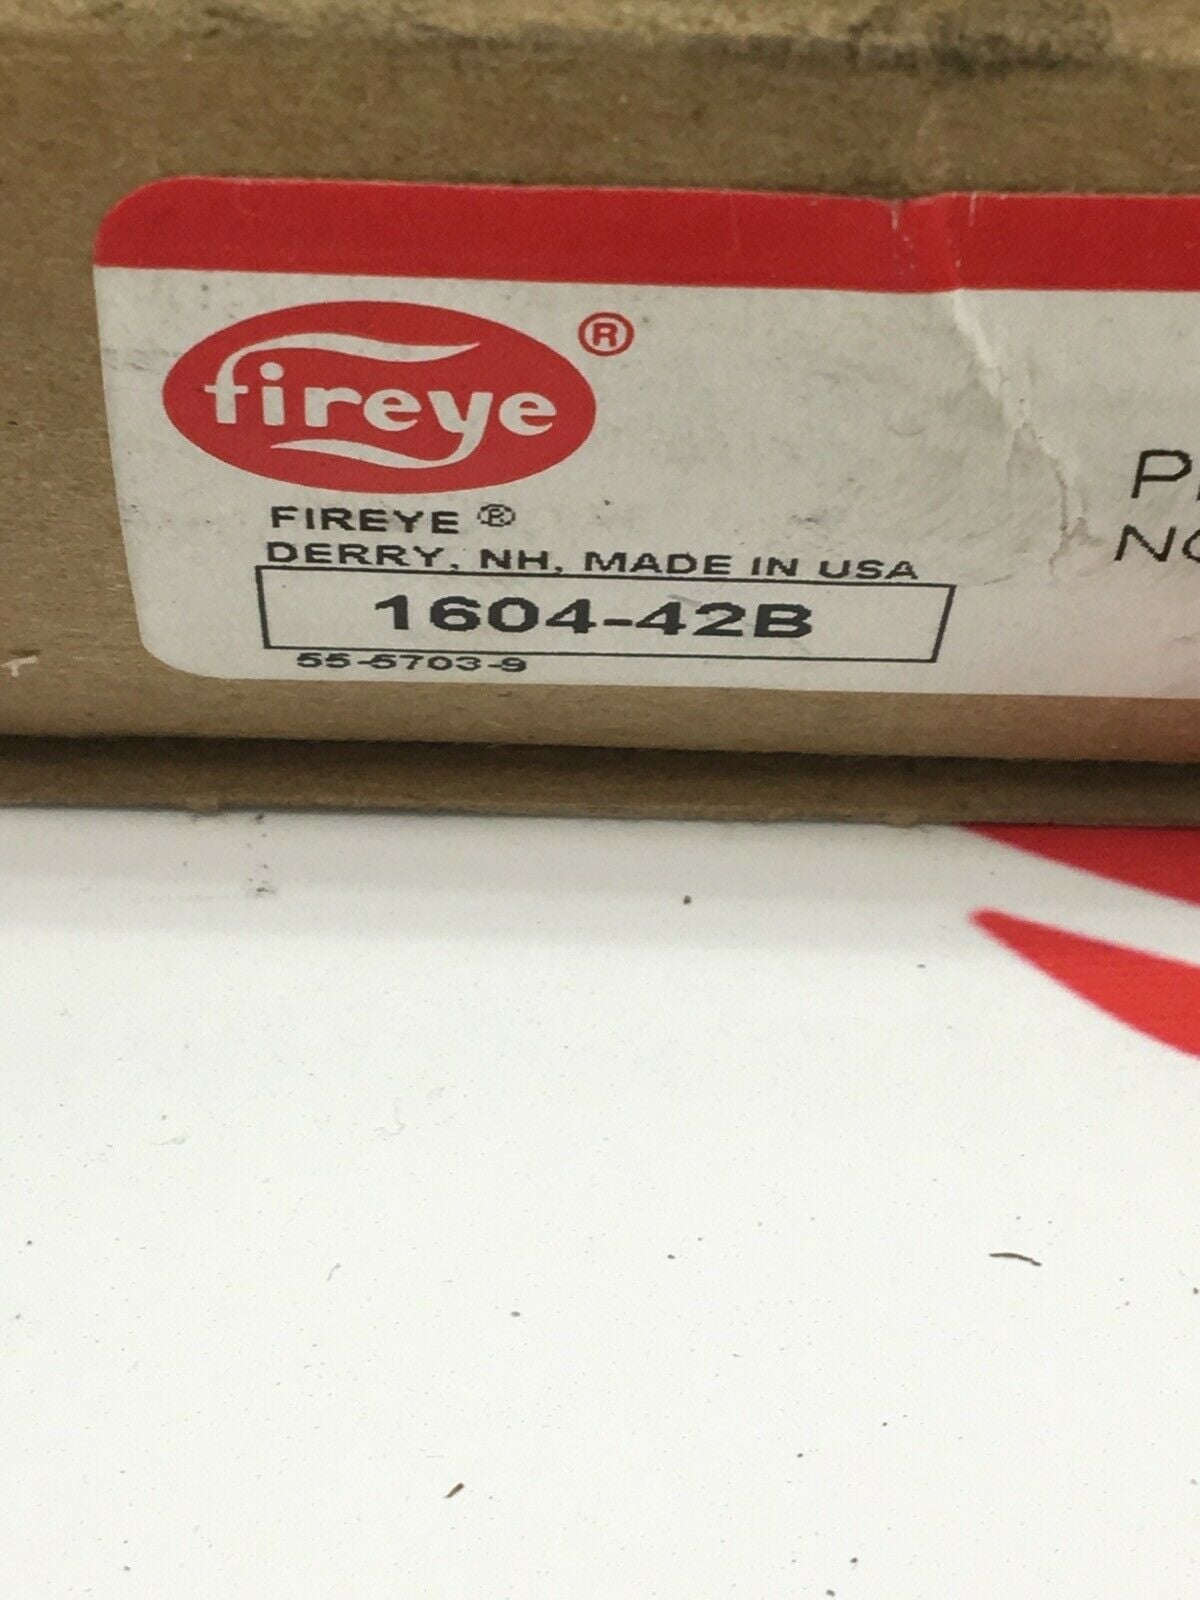 fireye ®
FIREYE ®
DERRY, NH, MADE IN USA
1604-42B
55-5703-9